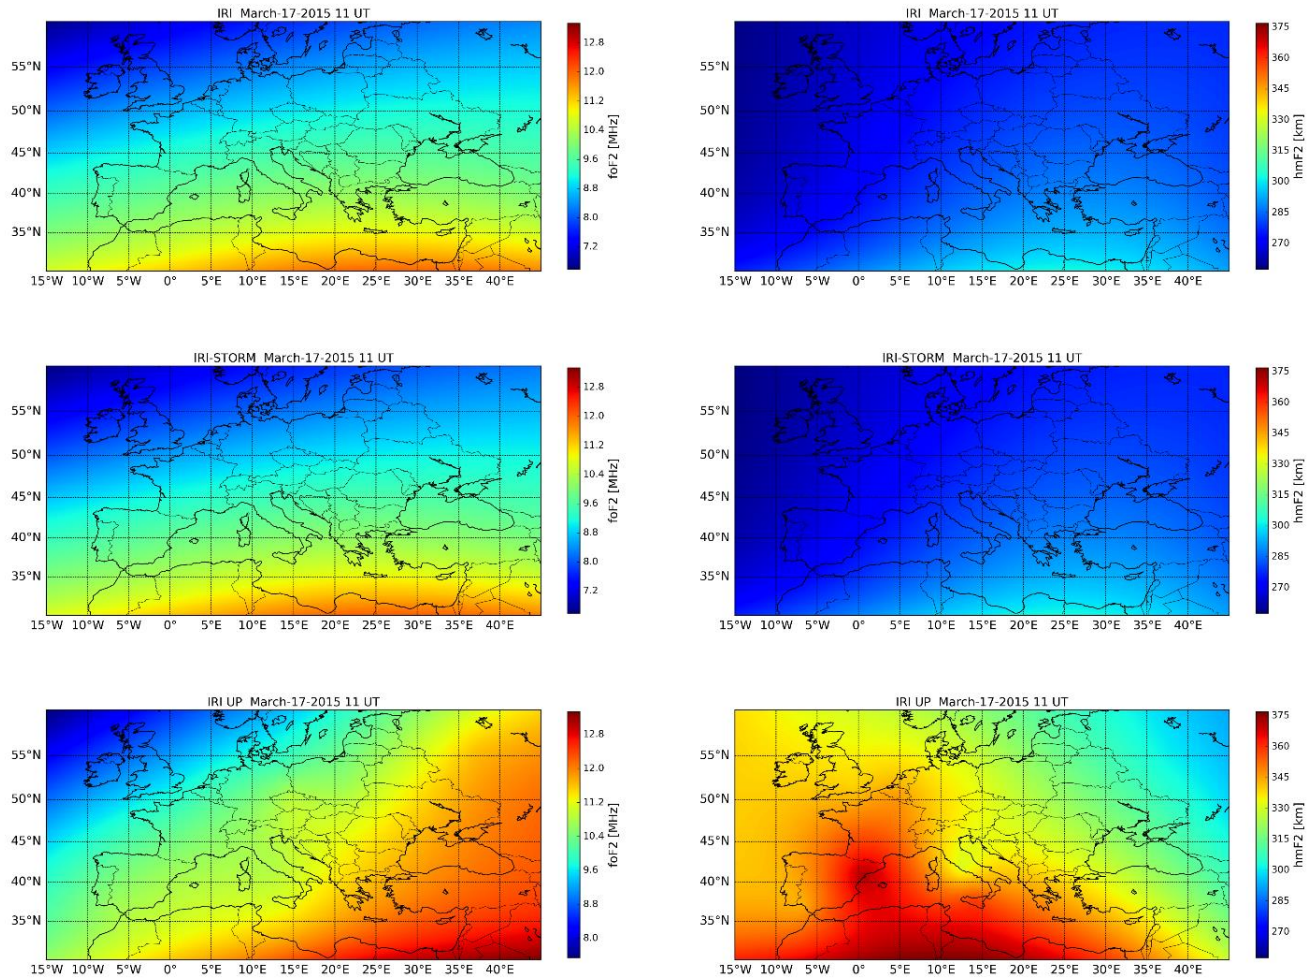 IRI March-17-2015 11 UT
55°N
50°N
45°N
40°N
35°N
15°W 10°W 5°W 0° 5°E 10°E 15°E 20°E 25°E 30°E 35°E 40°E
12.8
12.0
11.2
10.4
9.6
8.8
8.0
7.2
foF2 [MHz]
IRI March-17-2015 11 UT
55°N
50°N
45°N
40°N
35°N
15°W 10°W 5°W 0° 5°E 10°E 15°E 20°E 25°E 30°E 35°E 40°E
375
360
345
330
315
300
285
270
hmF2 [km]
IRI-STORM March-17-2015 11 UT
55°N
50°N
45°N
40°N
35°N
15°W 10°W 5°W 0° 5°E 10°E 15°E 20°E 25°E 30°E 35°E 40°E
12.8
12.0
11.2
10.4
9.6
8.8
8.0
7.2
foF2 [MHz]
IRI-STORM March-17-2015 11 UT
55°N
50°N
45°N
40°N
35°N
15°W 10°W 5°W 0° 5°E 10°E 15°E 20°E 25°E 30°E 35°E 40°E
375
360
345
330
315
300
285
270
hmF2 [km]
IRI UP March-17-2015 11 UT
55°N
50°N
45°N
40°N
35°N
15°W 10°W 5°W 0° 5°E 10°E 15°E 20°E 25°E 30°E 35°E 40°E
12.8
12.0
11.2
10.4
9.6
8.8
8.0
foF2 [MHz]
IRI UP March-17-2015 11 UT
55°N
50°N
45°N
40°N
35°N
15°W 10°W 5°W 0° 5°E 10°E 15°E 20°E 25°E 30°E 35°E 40°E
375
360
345
330
315
300
285
270
hmF2 [km]